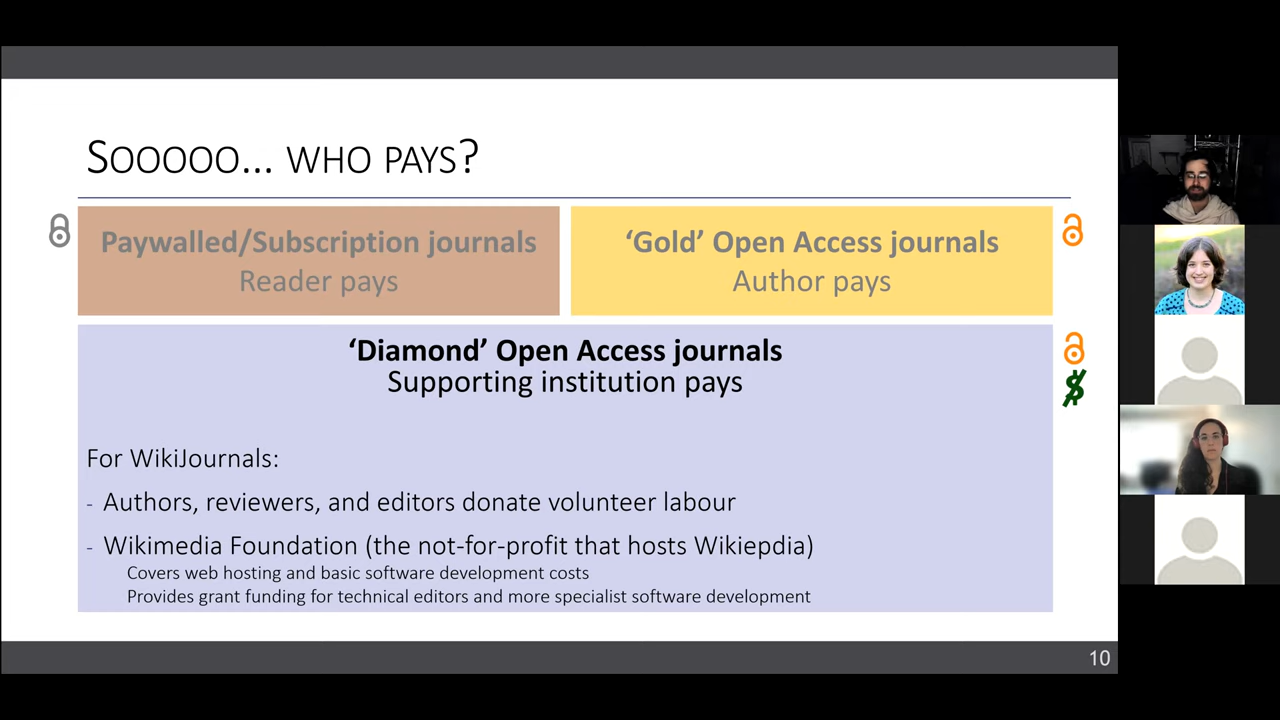 Sooooo... who pays?
Paywalled/Subscription journals
Reader pays
‘Gold’ Open Access journals
Author pays
‘Diamond’ Open Access journals
Supporting institution pays
For WikiJournals:
- Authors, reviewers, and editors donate volunteer labour
- Wikimedia Foundation (the not-for-profit that hosts Wikiepdia)
Covers web hosting and basic software development costs
Provides grant funding for technical editors and more specialist software development
10